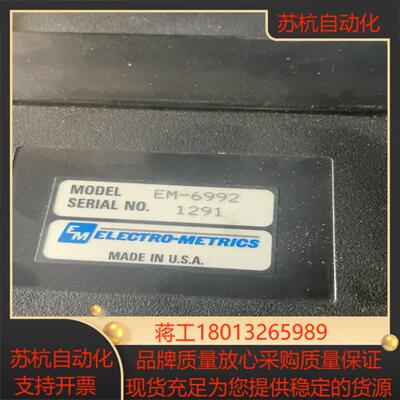 苏杭自动化
MODEL EM-6992
SERIAL NO. 1291
EM ELECTRO-METRICS
MADE IN U.S.A.
蒋工18013265989
苏杭自动化 品牌质量放心采购质量保证
支持开票 现货充足为您提供稳定的货源